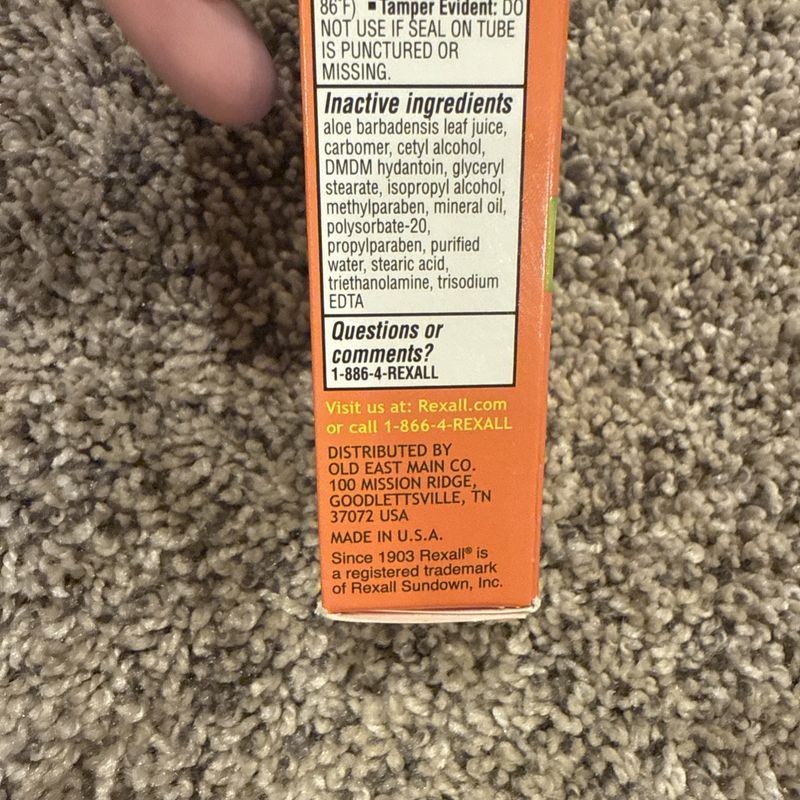 86°F) ▪ Tamper Evident: DO
NOT USE IF SEAL ON TUBE
IS PUNCTURED OR
MISSING.
Inactive ingredients
aloe barbadensis leaf juice,
carbomer, cetyl alcohol,
DMDM hydantoin, glyceryl
stearate, isopropyl alcohol,
methylparaben, mineral oil,
polysorbate-20,
propylparaben, purified
water, stearic acid,
triethanolamine, trisodium
EDTA
Questions or
comments?
1-886-4-REXALL
Visit us at: Rexall.com
or call 1-866-4-REXALL
DISTRIBUTED BY
OLD EAST MAIN CO.
100 MISSION RIDGE,
GOODLETTSVILLE, TN
37072 USA
MADE IN U.S.A.
Since 1903 Rexall® is
a registered trademark
of Rexall Sundown, Inc.